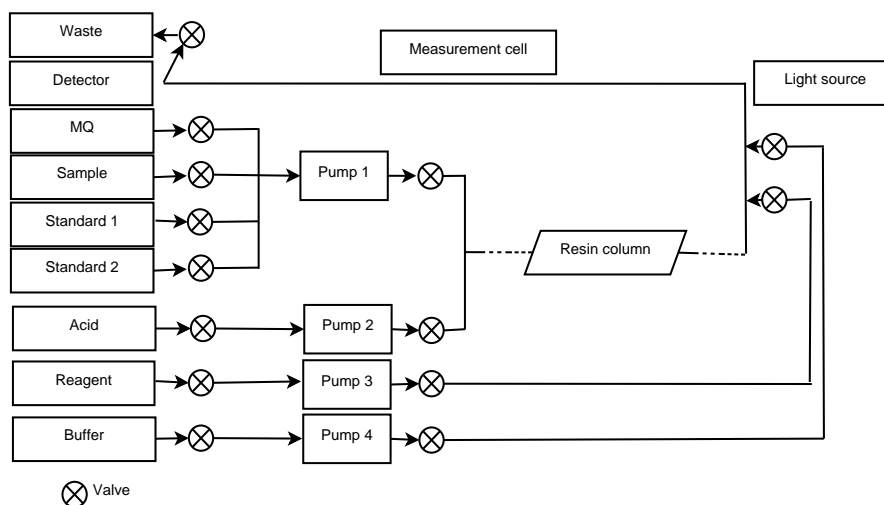 Waste
Measurement cell
Detector
Light source
MQ
Sample
Pump 1
Standard 1
Resin column
Standard 2
Acid
Pump 2
Reagent
Pump 3
Buffer
Pump 4
Valve